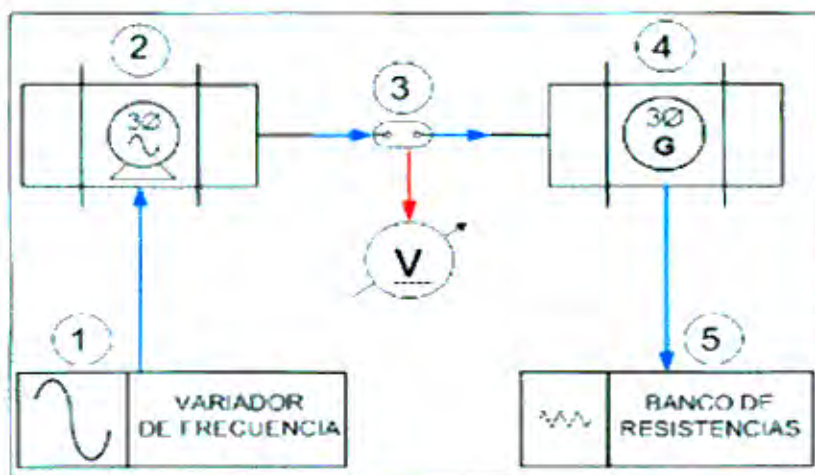 2
4
3
3Ø
3Ø
G
V
1
5
VARIADOR
DE FRECUENCIA
BANCO DE
RESISTENCIAS